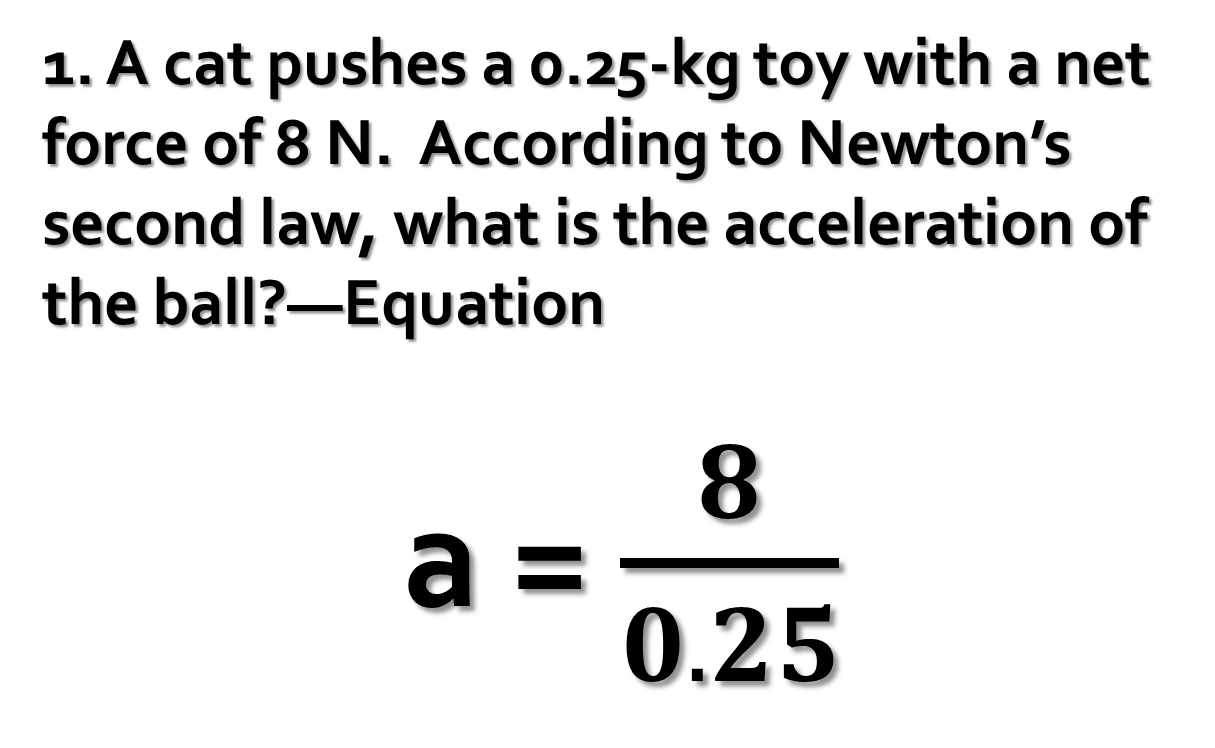 1. A cat pushes a 0.25-kg toy with a net
force of 8 N.  According to Newton’s
second law, what is the acceleration of
the ball?—Equation
8
a =
0.25